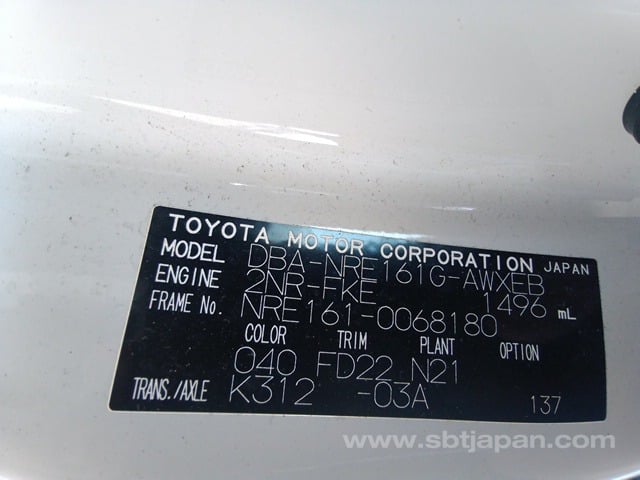 TOYOTA MOTOR CORPORATION JAPAN
MODEL DBA-NRE161G-AWXEB
ENGINE 2NR-FKE 1496 mL
FRAME No. NRE161-0068180
COLOR TRIM PLANT OPTION
040 FD22 N21
TRANS./AXLE K312 -03A 137
www.sbtjapan.com